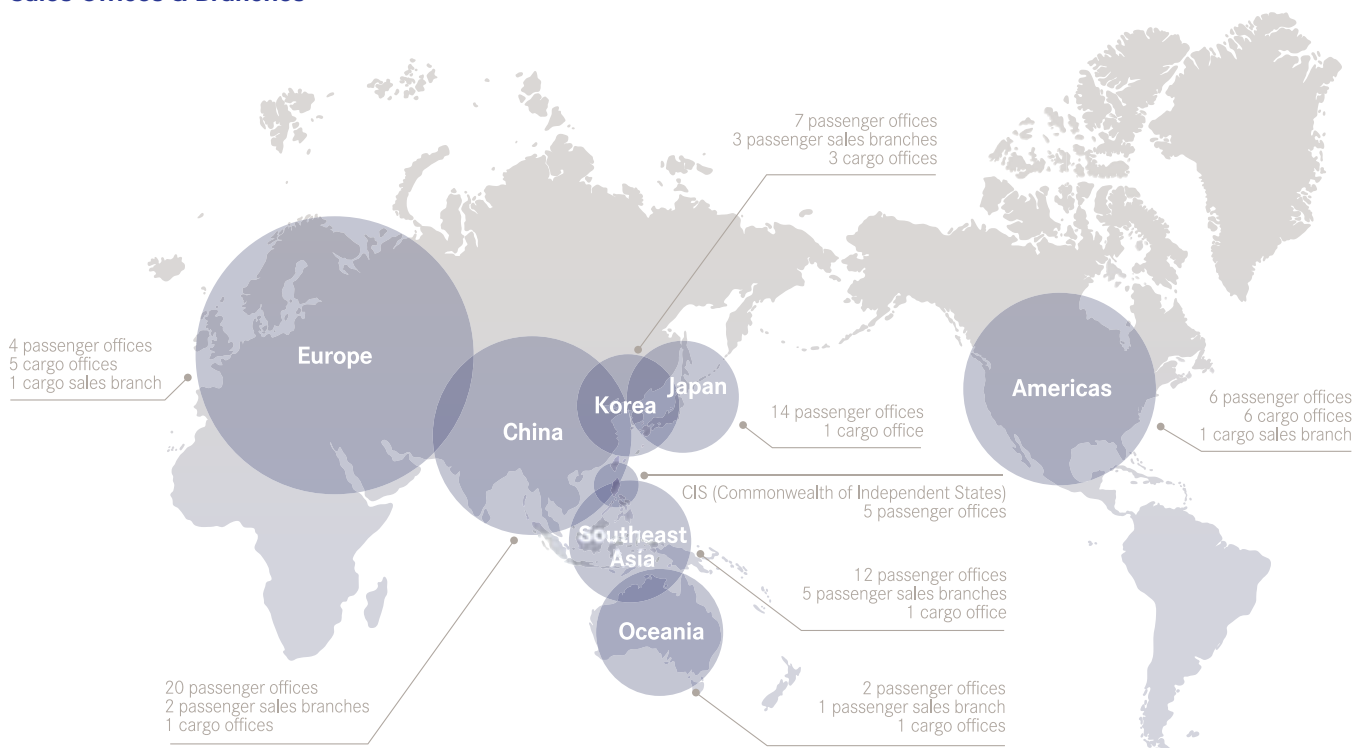 Sales Offices & Branches
7 passenger offices
3 passenger sales branches
3 cargo offices
Europe
4 passenger offices
5 cargo offices
1 cargo sales branch
China
Korea
Japan
Americas
14 passenger offices
1 cargo office
6 passenger offices
6 cargo offices
1 cargo sales branch
CIS (Commonwealth of Independent States)
5 passenger offices
Southeast
Asia
12 passenger offices
5 passenger sales branches
1 cargo office
Oceania
20 passenger offices
2 passenger sales branches
1 cargo offices
2 passenger offices
1 passenger sales branch
1 cargo offices